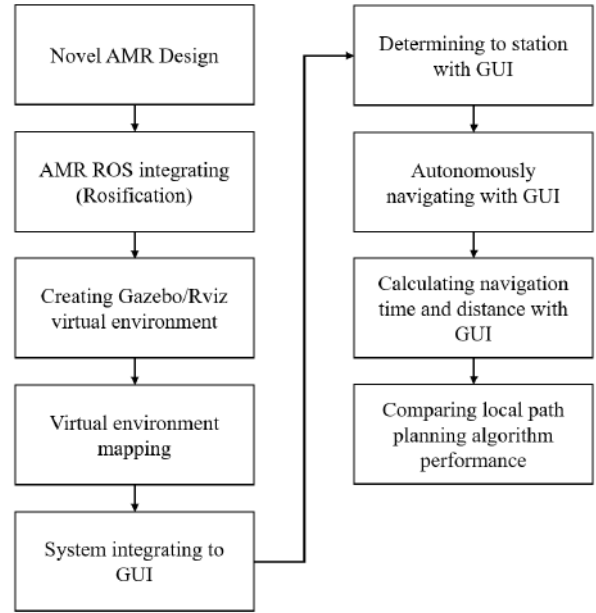 Novel AMR Design
AMR ROS integrating
(Rosification)
Creating Gazebo/Rviz
virtual environment
Virtual environment
mapping
System integrating to
GUI
Determining to station
with GUI
Autonomously
navigating with GUI
Calculating navigation
time and distance with
GUI
Comparing local path
planning algorithm
performance